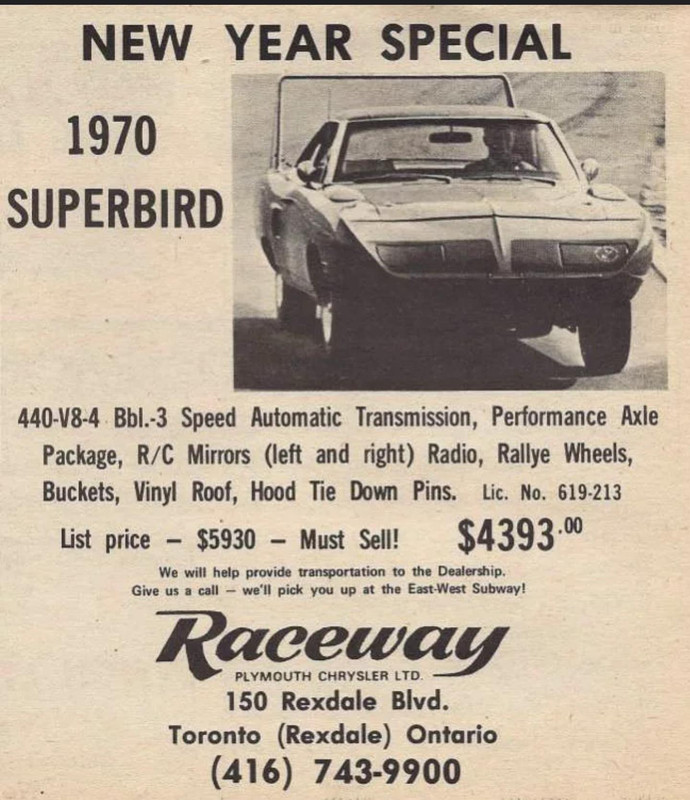 NEW YEAR SPECIAL
1970
SUPERBIRD
440-V8-4 Bbl.-3 Speed Automatic Transmission, Performance Axle
Package, R/C Mirrors (left and right) Radio, Rallye Wheels,
Buckets, Vinyl Roof, Hood Tie Down Pins. Lic. No. 619-213
List price — $5930 — Must Sell! $4393.00
We will help provide transportation to the Dealership.
Give us a call — we'll pick you up at the East-West Subway!
Raceway
PLYMOUTH CHRYSLER LTD.
150 Rexdale Blvd.
Toronto (Rexdale) Ontario
(416) 743-9900